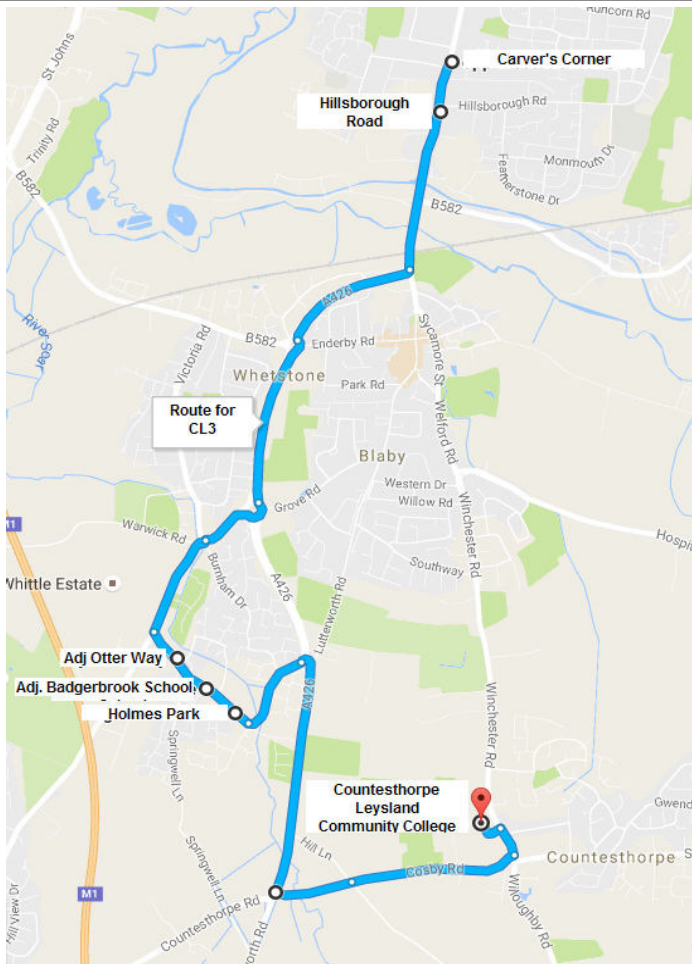 Runcorn Rd
St Johns
Carver's Corner
Hillsborough
Road
Hillsborough Rd
Trinity Rd
Monmouth Dr
Featherstone Dr
B582
B582
A426
River Soar
Victoria Rd
B582
Enderby Rd
Sycamore St
Whetstone
Park Rd
Route for
CL3
Welford Rd
Blaby
Western Dr
Willow Rd
Grove Rd
Winchester Rd
M1
Warwick Rd
Hospi
A426
Burnham Dr
Southway
Whittle Estate
Lutterworth Rd
Adj Otter Way
Adj. Badgerbrook School,
A426
Holmes Park
Winchester Rd
Springwell Ln
Countesthorpe
Leysland
Community College
Gwend
Hill Ln
Springwell Ln
Countesthorpe
Cosby Rd
M1
Willoughby Rd
Countesthorpe Rd
Hill View Dr
worth Rd